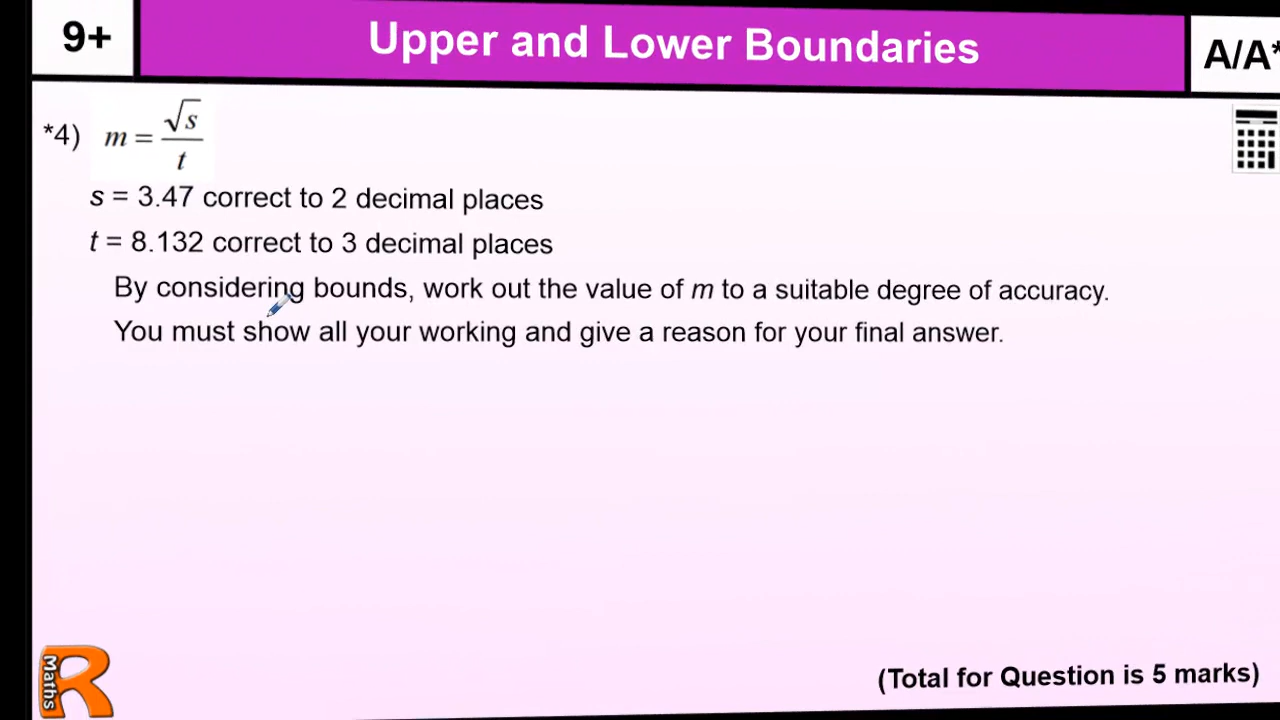 9+
Upper and Lower Boundaries
A/A*
*4) m = √s / t
s = 3.47 correct to 2 decimal places
t = 8.132 correct to 3 decimal places
By considering bounds, work out the value of m to a suitable degree of accuracy.
You must show all your working and give a reason for your final answer.
R Maths
(Total for Question is 5 marks)